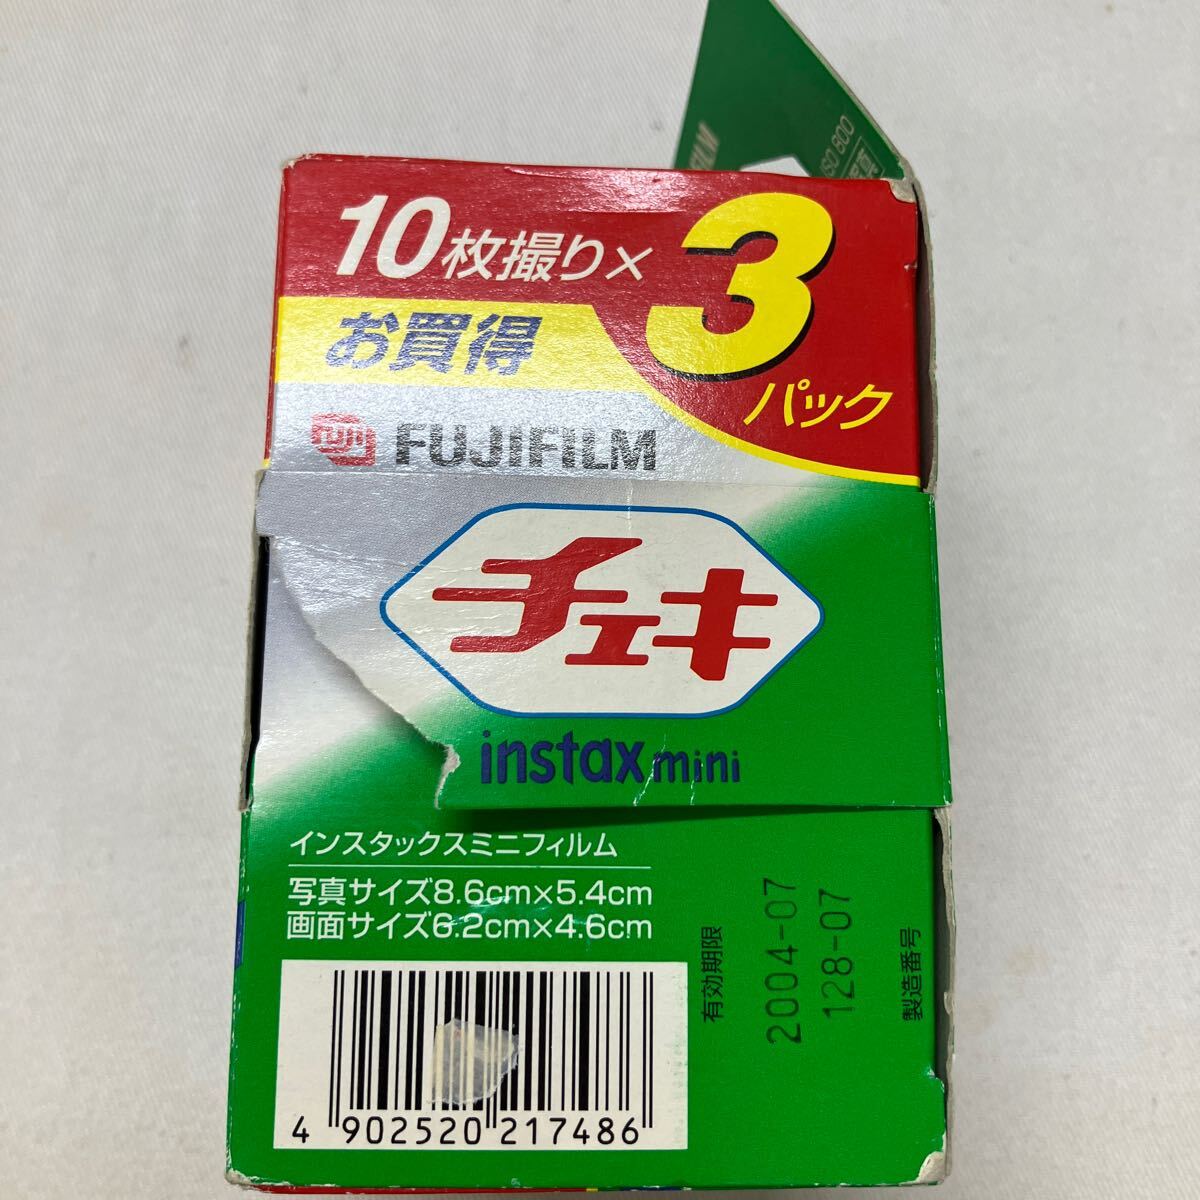 ISO 800
10枚撮り×3
パック
お買得
FUJI
FUJIFILM
チェキ
instax mini
インスタックスミニフィルム
写真サイズ8.6cm×5.4cm
画面サイズ6.2cm×4.6cm
有効期限
2004-07
128-07
製造番号
4 902520 217486